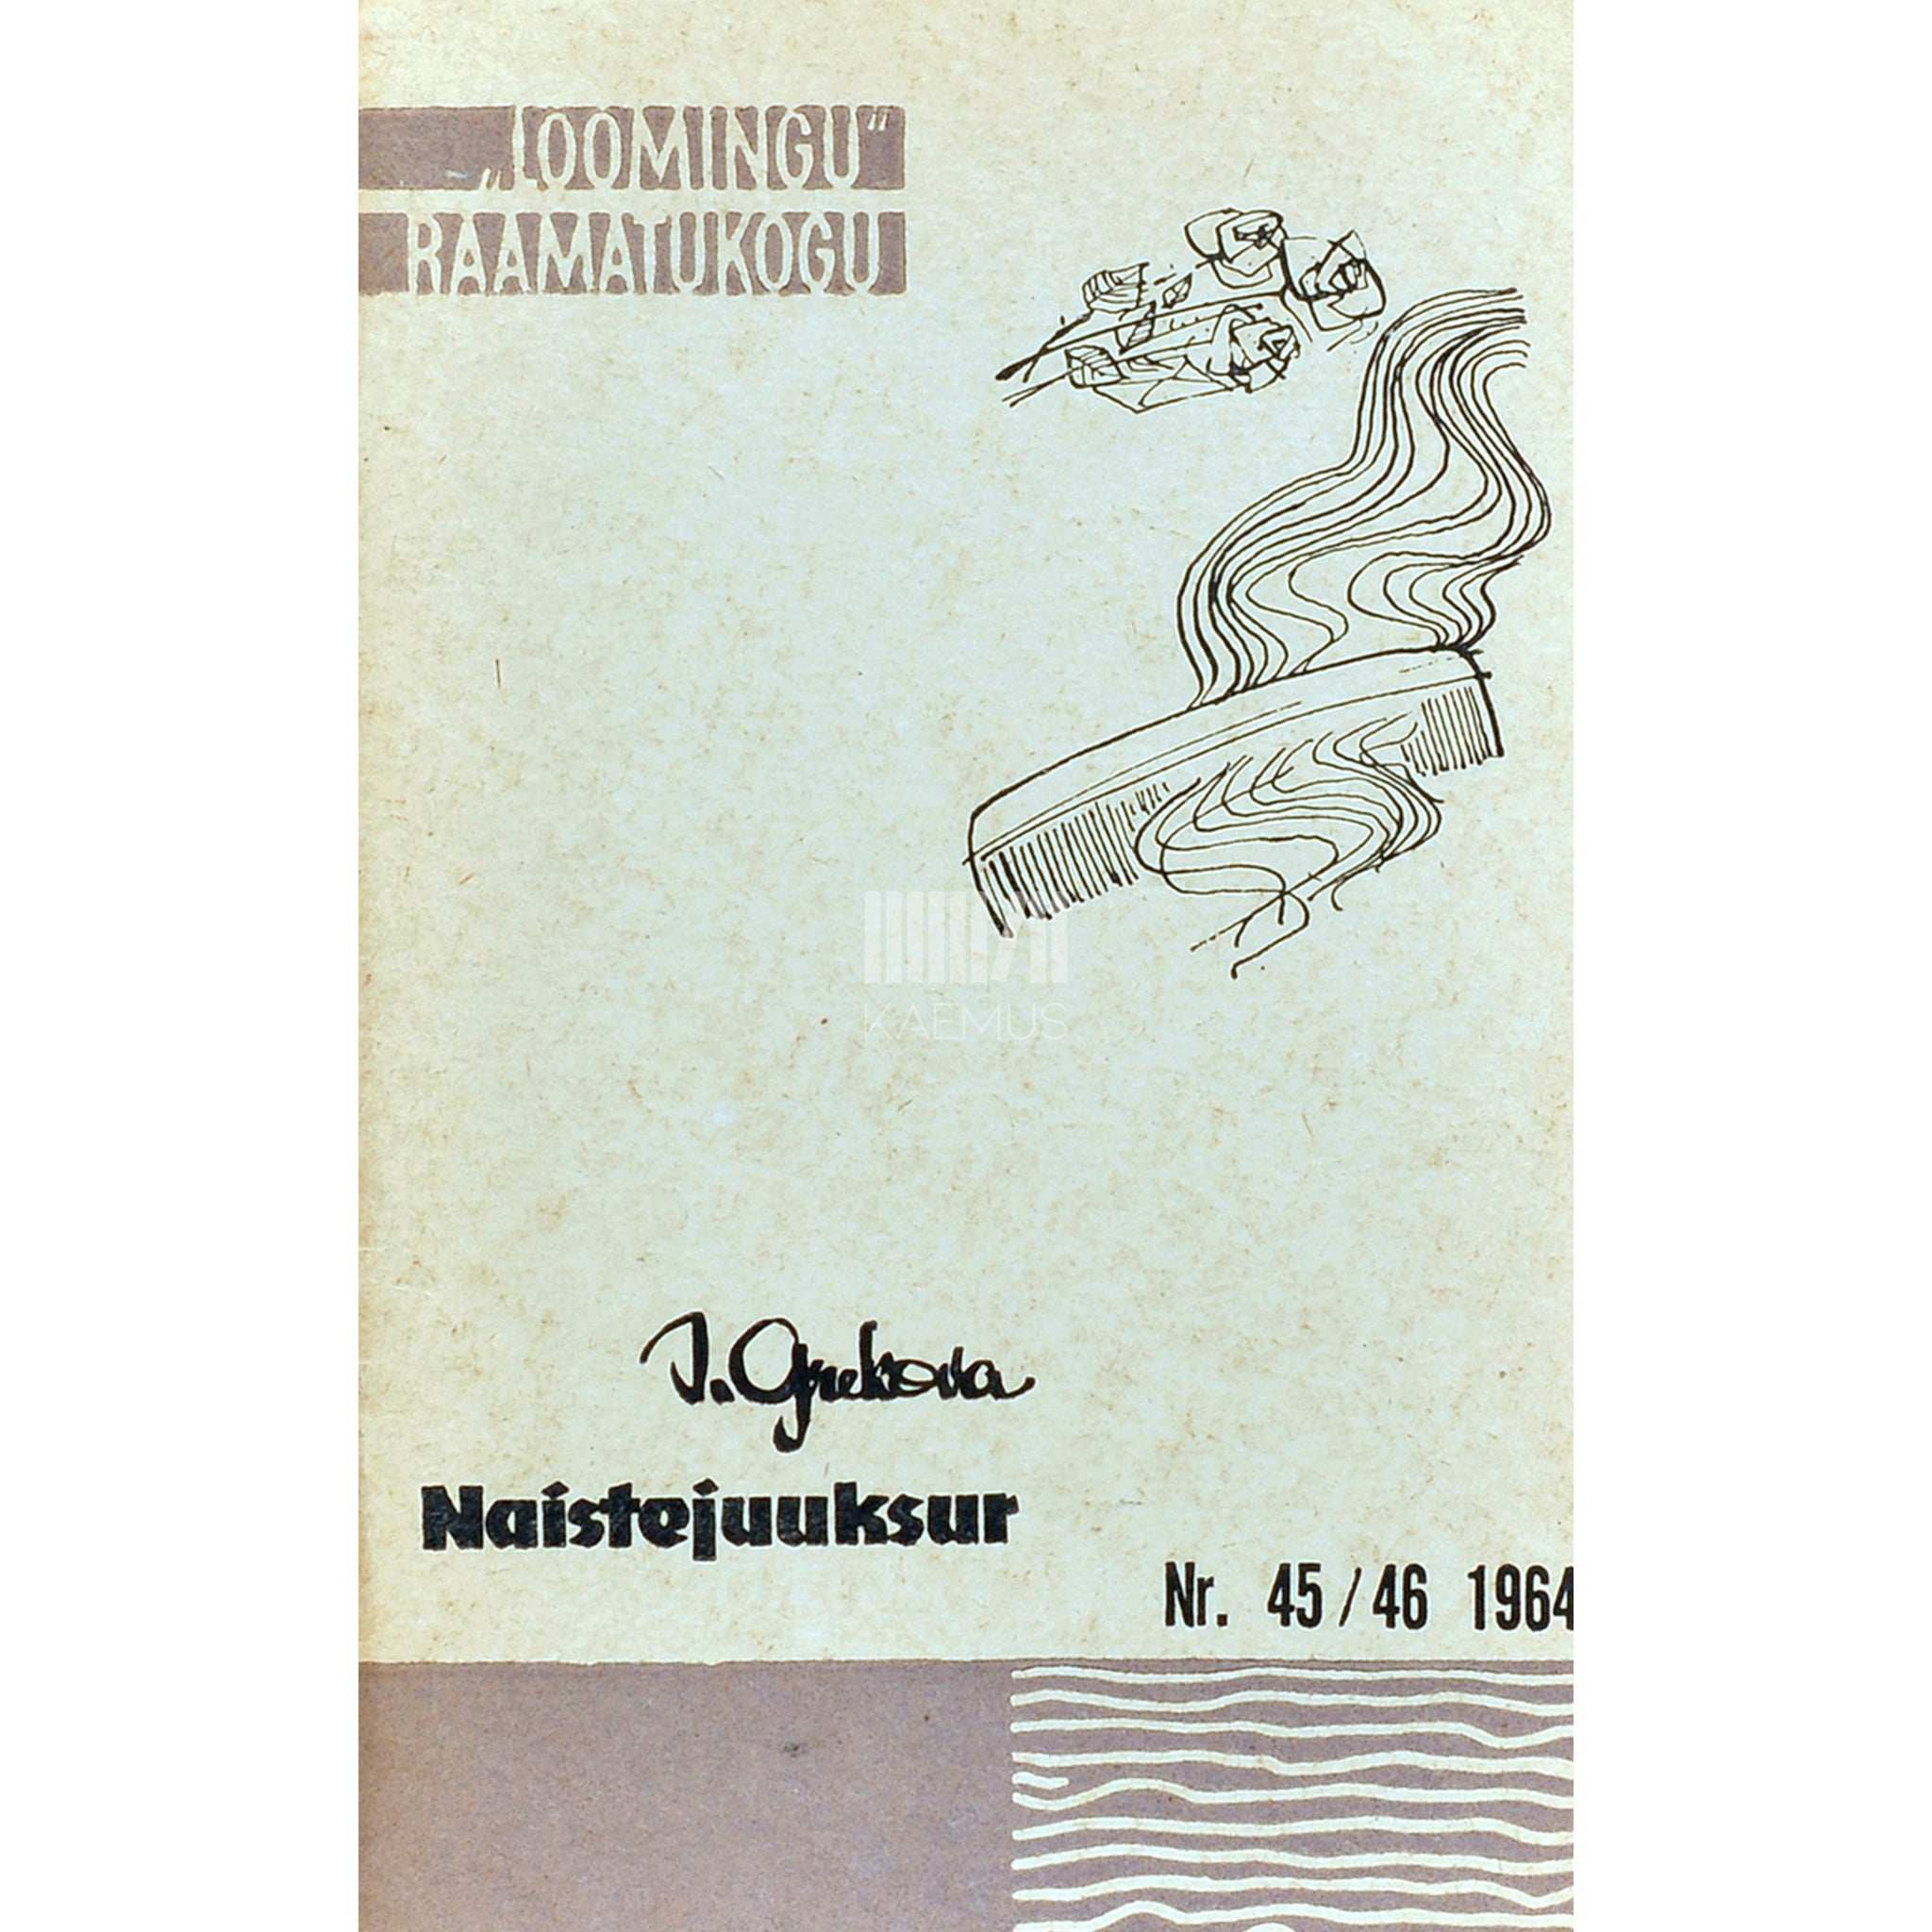 „LOOMINGU“
RAAMATUKOGU
KAEMUS
J. Grekova
Naistejuuksur
Nr. 45/46 1964